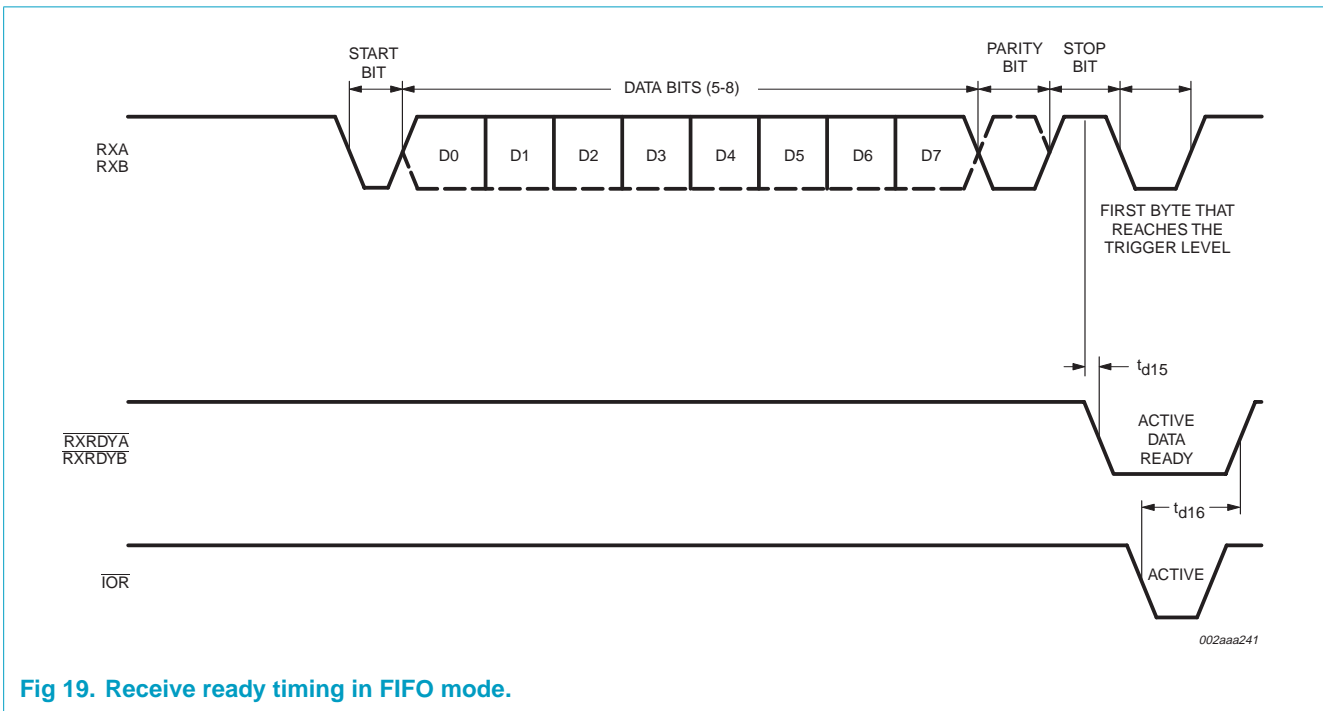 START
BIT
DATA BITS (5-8)
PARITY
BIT
STOP
BIT
RXA
RXB
D0
D1
D2
D3
D4
D5
D6
D7
FIRST BYTE THAT
REACHES THE
TRIGGER LEVEL
td15
RXRDYA
RXRDYB
ACTIVE
DATA
READY
td16
IOR
ACTIVE
002aaa241
Fig 19. Receive ready timing in FIFO mode.